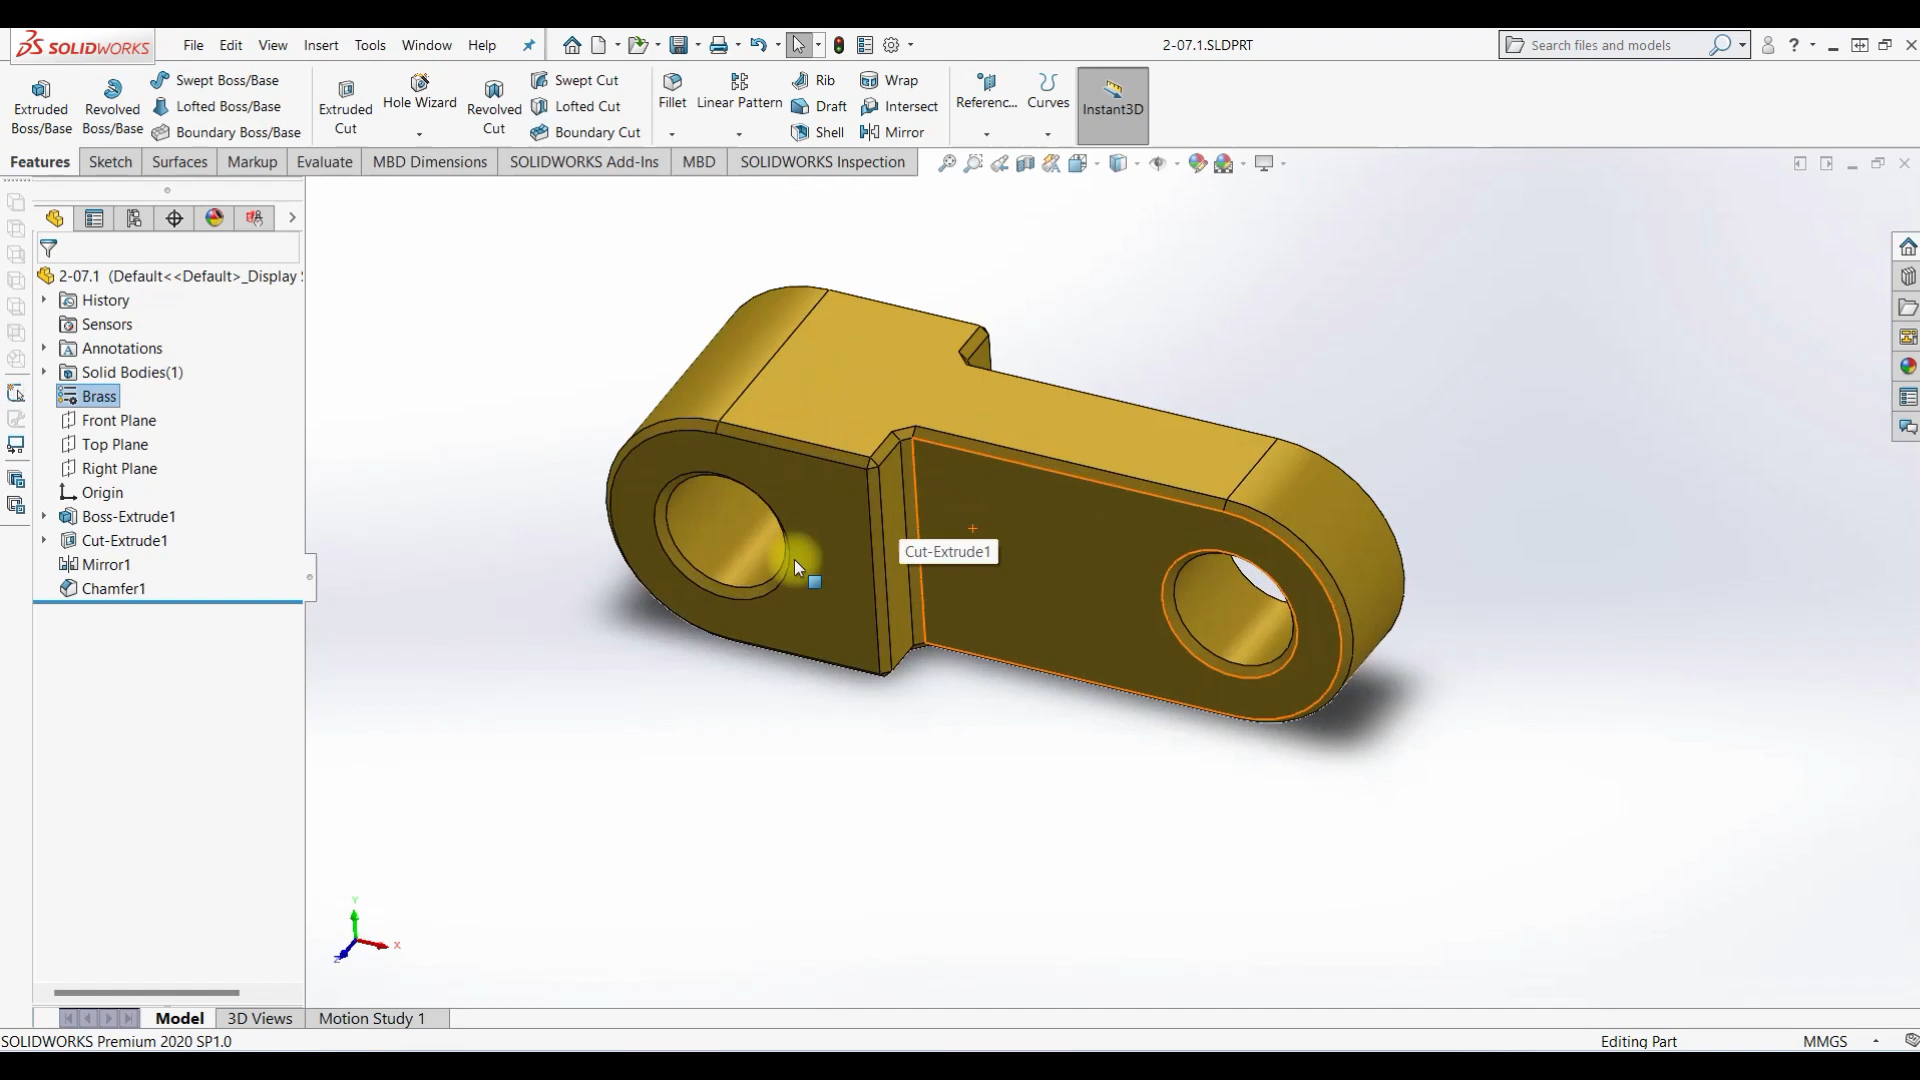 SOLIDWORKS File Edit View Insert Tools Window Help 2-07.1.SLDPRT Search files and models ?
Extruded Boss/Base
Revolved Boss/Base
Swept Boss/Base
Lofted Boss/Base
Boundary Boss/Base
Extruded Cut
Hole Wizard
Revolved Cut
Swept Cut
Lofted Cut
Boundary Cut
Fillet
Linear Pattern
Rib
Draft
Shell
Wrap
Intersect
Mirror
Referenc...
Curves
Instant3D
Features Sketch Surfaces Markup Evaluate MBD Dimensions SOLIDWORKS Add-Ins MBD SOLIDWORKS Inspection
2-07.1 (Default<<Default>_Display
History
Sensors
Annotations
Solid Bodies(1)
Brass
Front Plane
Top Plane
Right Plane
Origin
Boss-Extrude1
Cut-Extrude1
Mirror1
Chamfer1
Cut-Extrude1
Y
X
Z
Model 3D Views Motion Study 1
SOLIDWORKS Premium 2020 SP1.0 Editing Part MMGS